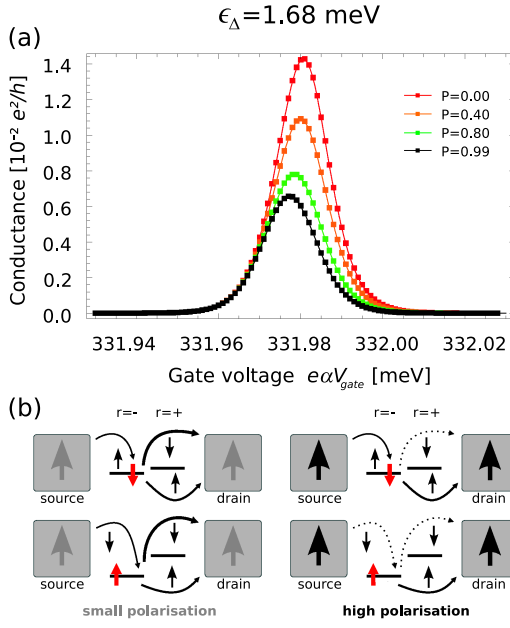 ϵ_Δ=1.68 meV
(a)
Conductance [10⁻² e²/h]
1.4
1.2
1.0
0.8
0.6
0.4
0.2
0.0
P=0.00
P=0.40
P=0.80
P=0.99
331.94 331.96 331.98 332.00 332.02
Gate voltage eαV_gate [meV]
(b)
r=- r=+ r=- r=+
source drain source drain
source drain source drain
small polarisation high polarisation